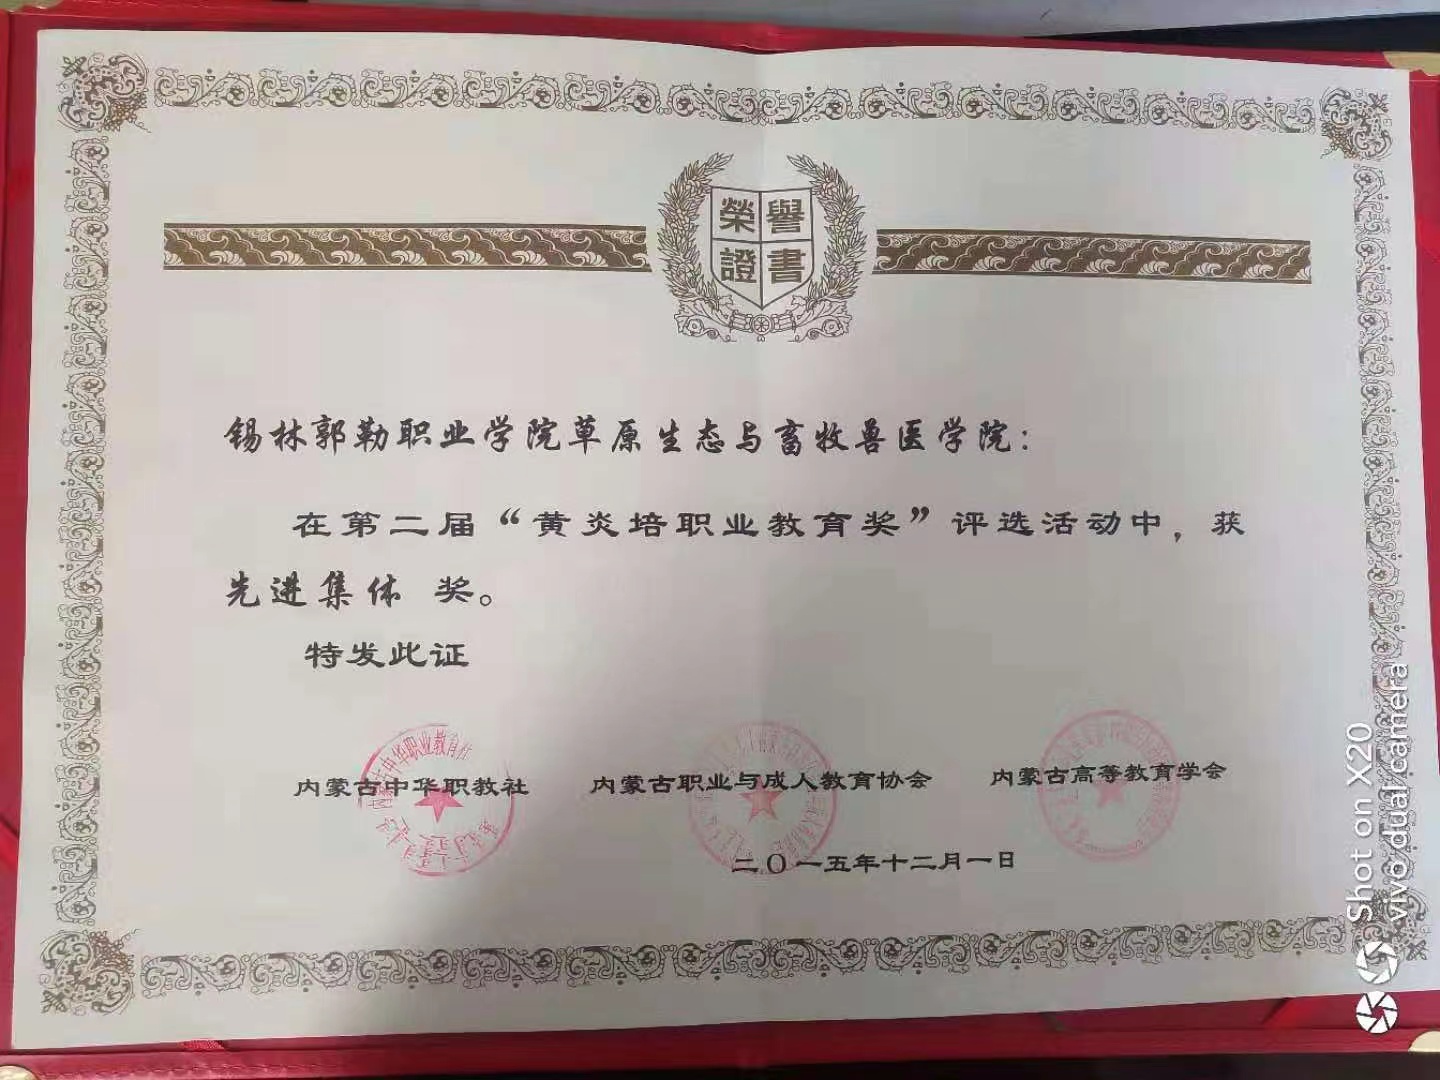 榮譽
證書
锡林郭勒职业学院草原生态与畜牧兽医学院：
在第二届“黄炎培职业教育奖”评选活动中，获
先进集体 奖。
特发此证
内蒙古中华职教社 内蒙古职业与成人教育协会 内蒙古高等教育学会
二〇一五年十二月一日
Shot on X20
vivo dual camera